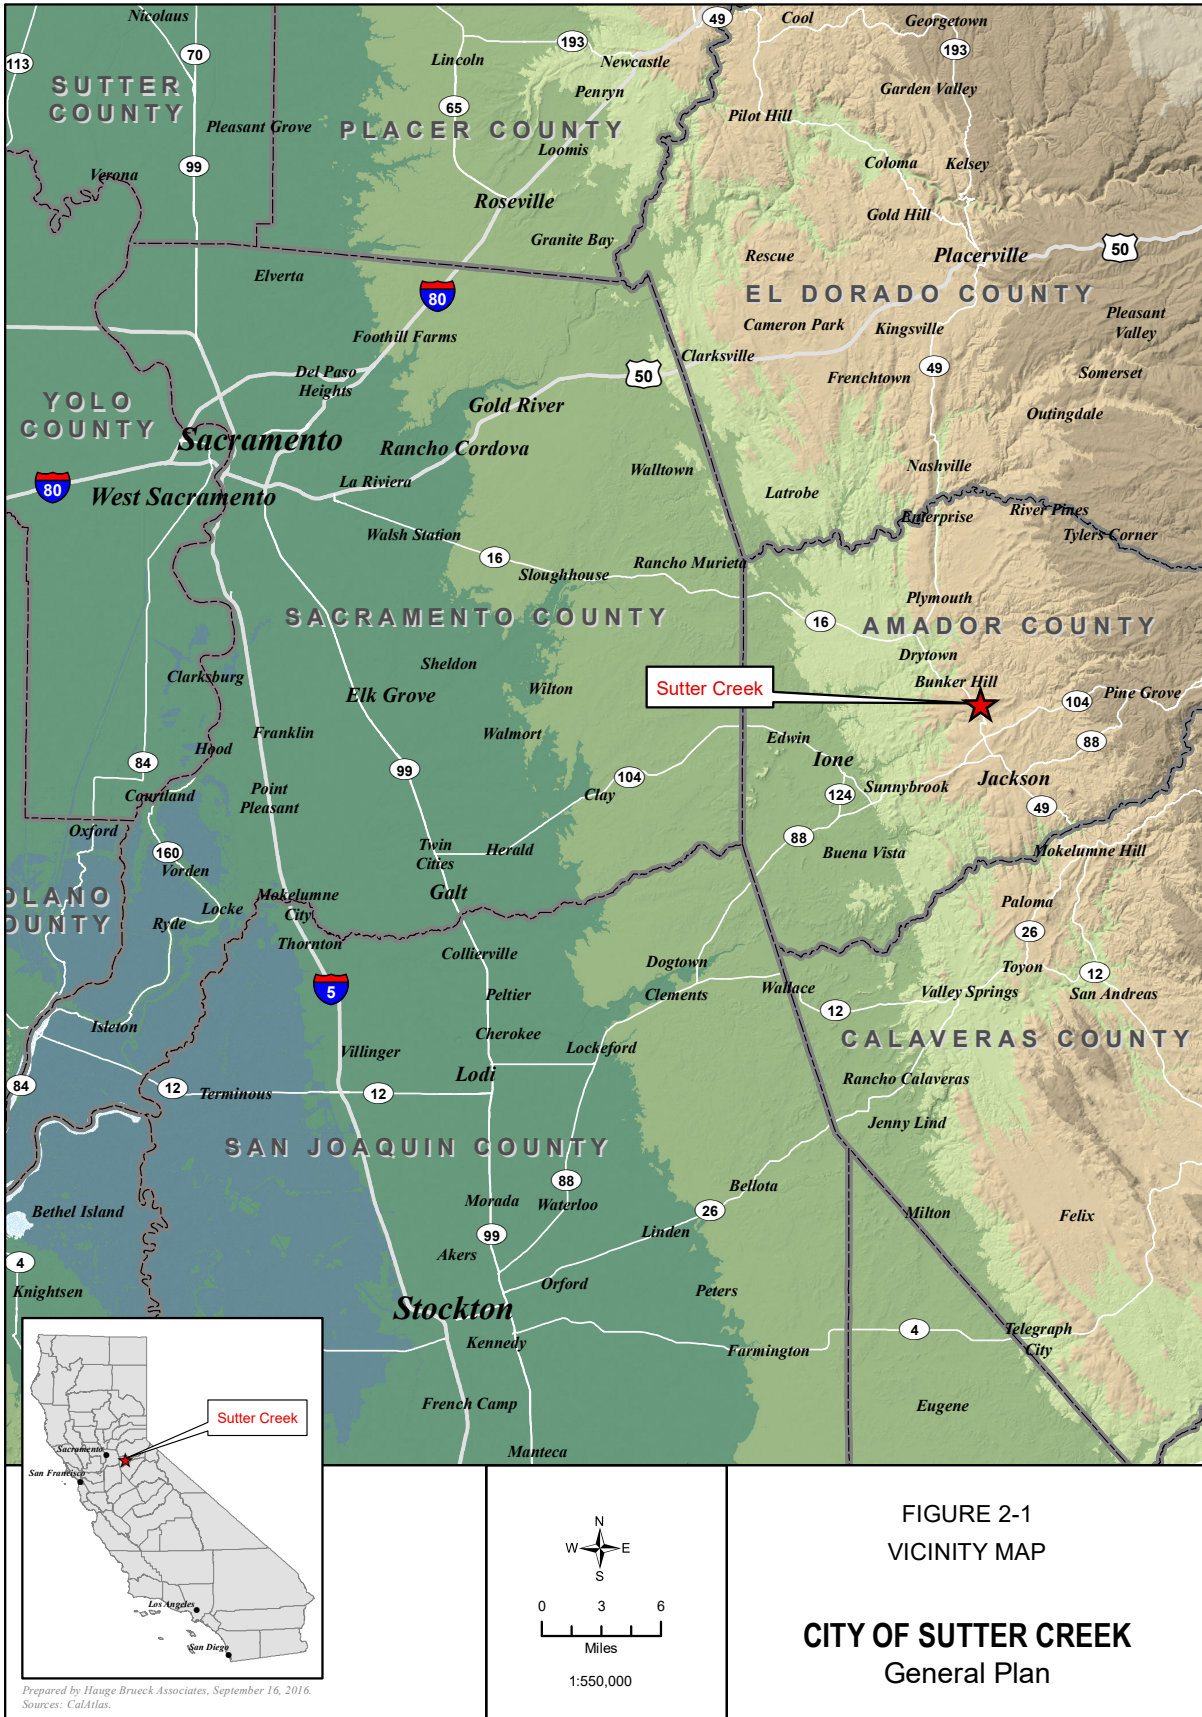 Nicolaus
70
113
SUTTER
COUNTY
Pleasant Grove
99
Verona
49
Cool
Georgetown
193
Lincoln
Newcastle
193
Penryn
Garden Valley
65
Pilot Hill
PLACER COUNTY
Loomis
Coloma
Kelsey
Roseville
Gold Hill
Granite Bay
Rescue
Placerville
50
Elverta
80
EL DORADO COUNTY
Foothill Farms
Cameron Park
Kingsville
Pleasant
Valley
Clarksville
Del Paso
Heights
50
Frenchtown
49
Somerset
YOLO
COUNTY
Gold River
Outingdale
Sacramento
Rancho Cordova
Walltown
Nashville
80
West Sacramento
La Riviera
Latrobe
Enterprise
River Pines
Walsh Station
Tylers Corner
16
Sloughhouse
Rancho Murieta
Plymouth
SACRAMENTO COUNTY
16
AMADOR COUNTY
Drytown
Sheldon
Bunker Hill
Clarksburg
Elk Grove
Wilton
Sutter Creek
104
Pine Grove
Franklin
Walmort
Edwin
88
Hood
Ione
84
99
104
Sunnybrook
Jackson
Courtland
Point
Pleasant
Clay
124
49
Oxford
88
160
Twin
Cities
Herald
Buena Vista
Mokelumne Hill
Vorden
Galt
OLANO
OUNTY
Locke
Mokelumne
City
Paloma
Ryde
26
Thornton
Collierville
Dogtown
Toyon
12
5
Peltier
Clements
Wallace
Valley Springs
San Andreas
12
Isleton
Cherokee
CALAVERAS COUNTY
Villinger
Lockeford
84
12
Terminous
12
Lodi
Rancho Calaveras
Jenny Lind
SAN JOAQUIN COUNTY
88
Bellota
Bethel Island
Morada
Waterloo
26
Milton
Felix
99
Linden
4
Akers
Knightsen
Orford
Peters
Stockton
Kennedy
4
Telegraph
City
Farmington
French Camp
Eugene
Manteca
Sutter Creek
Sacramento
San Francisco
Los Angeles
San Diego
Prepared by Hauge Brueck Associates, September 16, 2016.
Sources: CalAtlas.
N
W E
S
0 3 6
Miles
1:550,000
FIGURE 2-1
VICINITY MAP
CITY OF SUTTER CREEK
General Plan